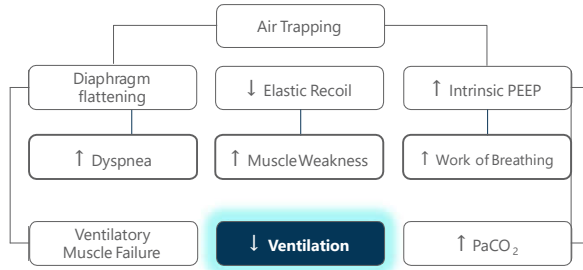 Air Trapping
Diaphragm
flattening
↓ Elastic Recoil
↑ Intrinsic PEEP
↑ Dyspnea
↑ Muscle Weakness
↑ Work of Breathing
Ventilatory
Muscle Failure
↓ Ventilation
↑ PaCO₂